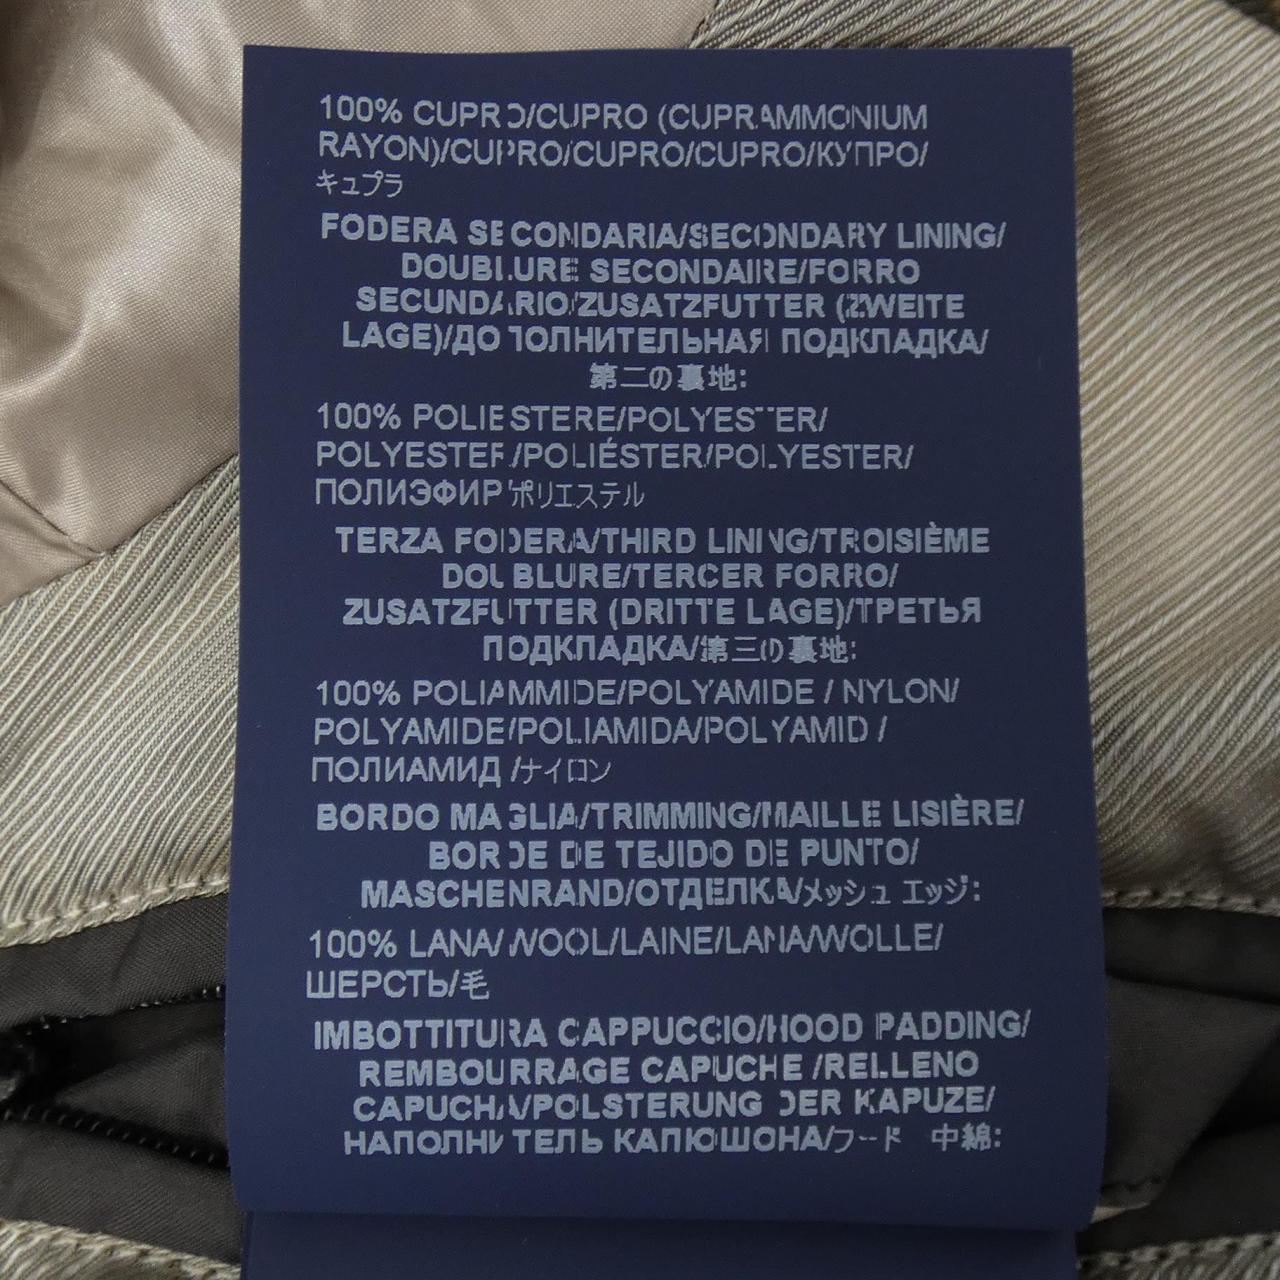 100% CUPRO/CUPRO (CUPRAMMONIUM
RAYON)/CUPRO/CUPRO/CUPRO/КУПРО/
キュプラ
FODERA SECONDARIA/SECONDARY LINING/
DOUBLURE SECONDAIRE/FORRO
SECUNDARIO/ZUSATZFUTTER (ZWEITE
LAGE)/ДОПОЛНИТЕЛЬНАЯ ПОДКЛАДКА/
第二の裏地:
100% POLIESTERE/POLYESTER/
POLYESTER/POLIÉSTER/POLYESTER/
ПОЛИЭФИР/ポリエステル
TERZA FODERA/THIRD LINING/TROISIÈME
DOUBLURE/TERCER FORRO/
ZUSATZFUTTER (DRITTE LAGE)/ТРЕТЬЯ
ПОДКЛАДКА/第三の裏地:
100% POLIAMMIDE/POLYAMIDE / NYLON/
POLYAMIDE/POLIAMIDA/POLYAMID /
ПОЛИАМИД /ナイロン
BORDO MAGLIA/TRIMMING/MAILLE LISIÈRE/
BORDE DE TEJIDO DE PUNTO/
MASCHENRAND/ОТДЕЛКА/メッシュ エッジ:
100% LANA/WOOL/LAINE/LANA/WOLLE/
ШЕРСТЬ/毛
IMBOTTITURA CAPPUCCIO/HOOD PADDING/
REMBOURRAGE CAPUCHE /RELLENO
CAPUCHA/POLSTERUNG DER KAPUZE/
НАПОЛНИТЕЛЬ КАПЮШОНА/フード 中綿: